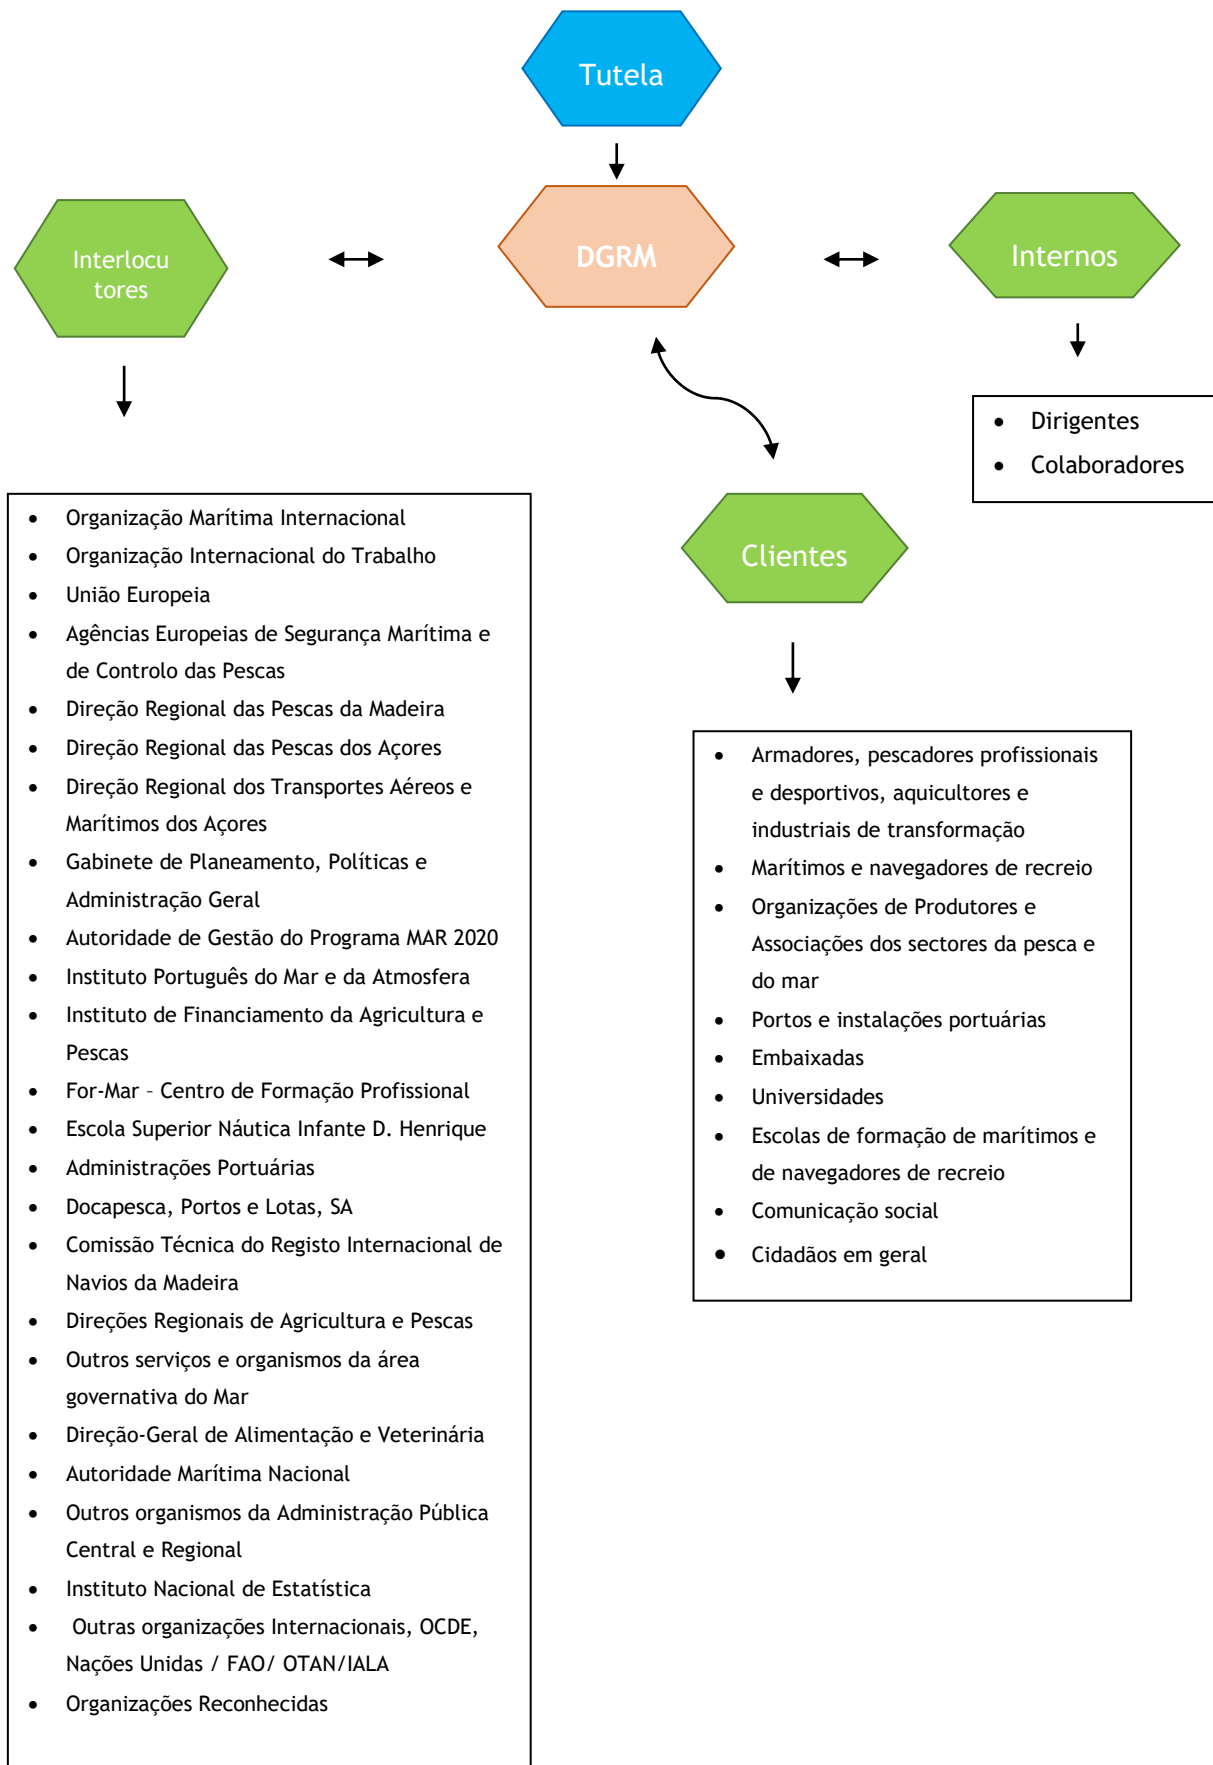 Tutela
DGRM
Interlocu
tores
Internos
• Dirigentes
• Colaboradores
Clientes
• Organização Marítima Internacional
• Organização Internacional do Trabalho
• União Europeia
• Agências Europeias de Segurança Marítima e
de Controlo das Pescas
• Direção Regional das Pescas da Madeira
• Direção Regional das Pescas dos Açores
• Direção Regional dos Transportes Aéreos e
Marítimos dos Açores
• Gabinete de Planeamento, Políticas e
Administração Geral
• Autoridade de Gestão do Programa MAR 2020
• Instituto Português do Mar e da Atmosfera
• Instituto de Financiamento da Agricultura e
Pescas
• For-Mar – Centro de Formação Profissional
• Escola Superior Náutica Infante D. Henrique
• Administrações Portuárias
• Docapesca, Portos e Lotas, SA
• Comissão Técnica do Registo Internacional de
Navios da Madeira
• Direções Regionais de Agricultura e Pescas
• Outros serviços e organismos da área
governativa do Mar
• Direção-Geral de Alimentação e Veterinária
• Autoridade Marítima Nacional
• Outros organismos da Administração Pública
Central e Regional
• Instituto Nacional de Estatística
• Outras organizações Internacionais, OCDE,
Nações Unidas / FAO/ OTAN/IALA
• Organizações Reconhecidas
• Armadores, pescadores profissionais
e desportivos, aquicultores e
industriais de transformação
• Marítimos e navegadores de recreio
• Organizações de Produtores e
Associações dos sectores da pesca e
do mar
• Portos e instalações portuárias
• Embaixadas
• Universidades
• Escolas de formação de marítimos e
de navegadores de recreio
• Comunicação social
• Cidadãos em geral